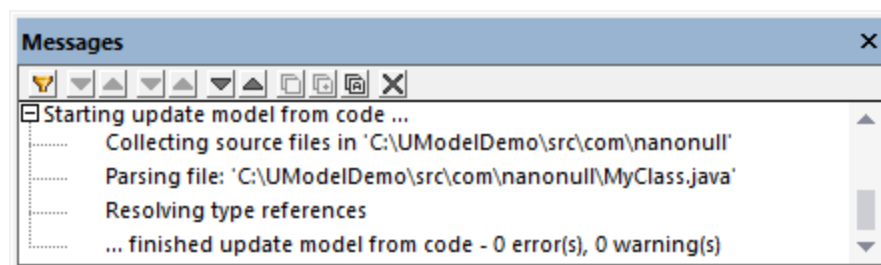 Messages
Starting update model from code ...
Collecting source files in 'C:\UModelDemo\src\com\nanonull'
Parsing file: 'C:\UModelDemo\src\com\nanonull\MyClass.java'
Resolving type references
... finished update model from code - 0 error(s), 0 warning(s)